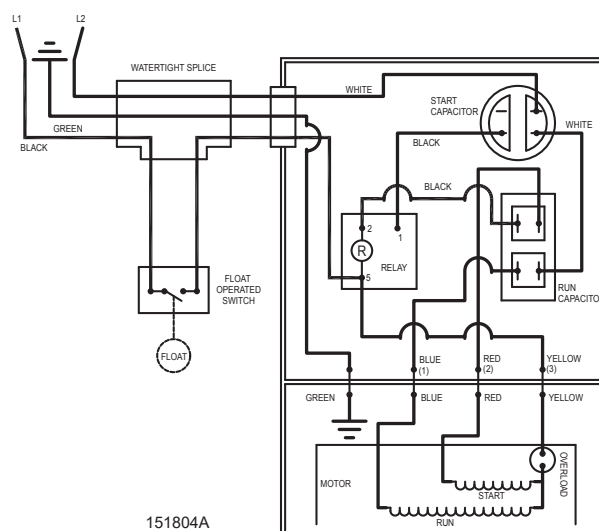 L1
L2
WATERTIGHT SPLICE
WHITE
START
CAPACITOR
WHITE
GREEN
BLACK
BLACK
BLACK
2
1
R
RELAY
5
FLOAT
OPERATED
SWITCH
RUN
CAPACITO
FLOAT
BLUE
(1)
RED
(2)
YELLOW
(3)
GREEN
BLUE
RED
YELLOW
OVERLOAD
MOTOR
START
RUN
151804A